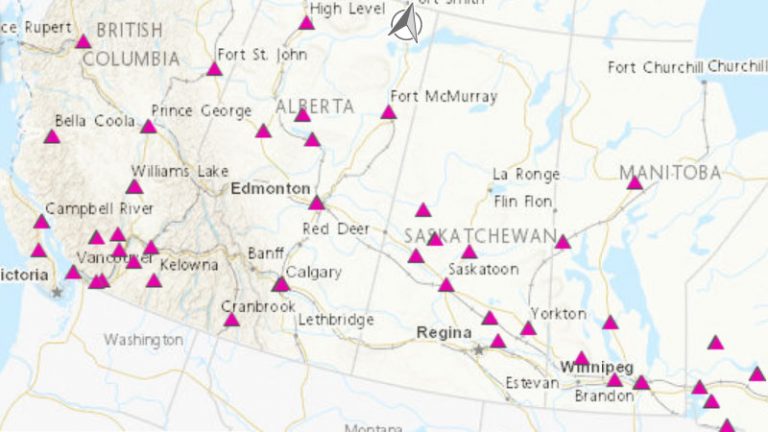 High Level
Fort Smith
ce Rupert
BRITISH
COLUMBIA
Fort St. John
Fort Churchill
Churchill
Fort McMurray
Prince George
ALBERTA
Bella Coola
Williams Lake
La Ronge
MANITOBA
Edmonton
Flin Flon
Campbell River
Red Deer
SASKATCHEWAN
Banff
Vancouver
Kelowna
Calgary
Saskatoon
ictoria
Cranbrook
Lethbridge
Yorkton
Washington
Regina
Winnipeg
Estevan
Brandon
Montana